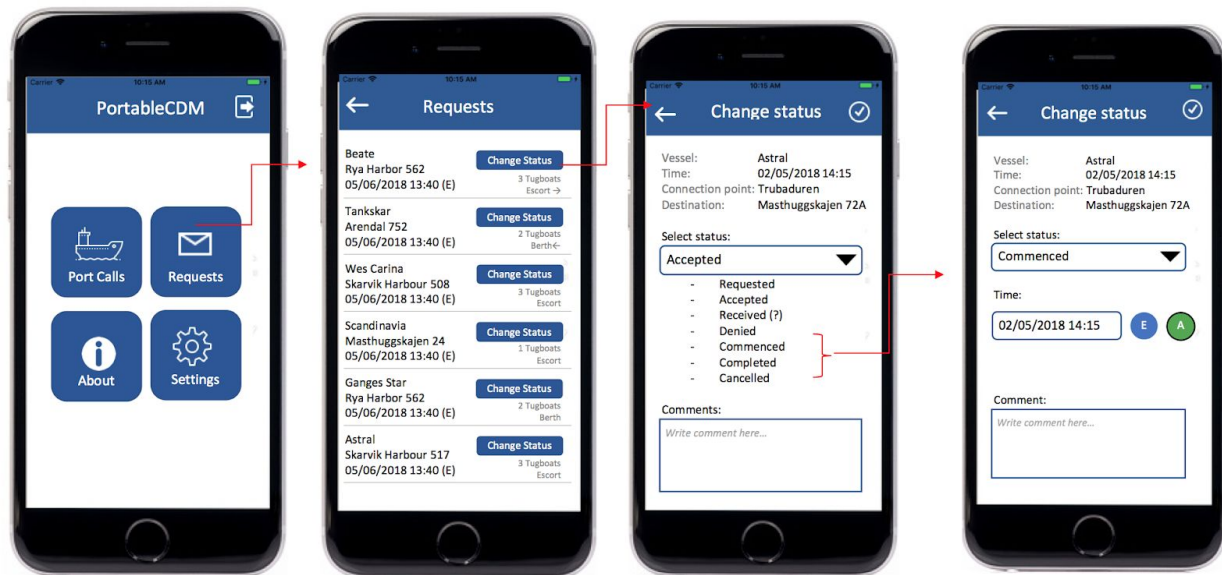 Carrier 10:15 AM
PortableCDM
Port Calls
Requests
About
Settings
Carrier 10:15 AM
Requests
Beate
Rya Harbor 562
05/06/2018 13:40 (E)
Change Status
3 Tugboats
Escort →
Tankskar
Arendal 752
05/06/2018 13:40 (E)
Change Status
2 Tugboats
Berth←
Wes Carina
Skarvik Harbour 508
05/06/2018 13:40 (E)
Change Status
3 Tugboats
Escort
Scandinavia
Masthuggskajen 24
05/06/2018 13:40 (E)
Change Status
1 Tugboats
Escort
Ganges Star
Rya Harbor 562
05/06/2018 13:40 (E)
Change Status
2 Tugboats
Berth
Astral
Skarvik Harbour 517
05/06/2018 13:40 (E)
Change Status
3 Tugboats
Escort
Carrier 10:15 AM
Change status
Vessel: Astral
Time: 02/05/2018 14:15
Connection point: Trubaduren
Destination: Masthuggskajen 72A
Select status:
Accepted
- Requested
- Accepted
- Received (?)
- Denied
- Commenced
- Completed
- Cancelled
Comments:
Write comment here...
Carrier 10:15 AM
Change status
Vessel: Astral
Time: 02/05/2018 14:15
Connection point: Trubaduren
Destination: Masthuggskajen 72A
Select status:
Commenced
Time:
02/05/2018 14:15 E A
Comment:
Write comment here...